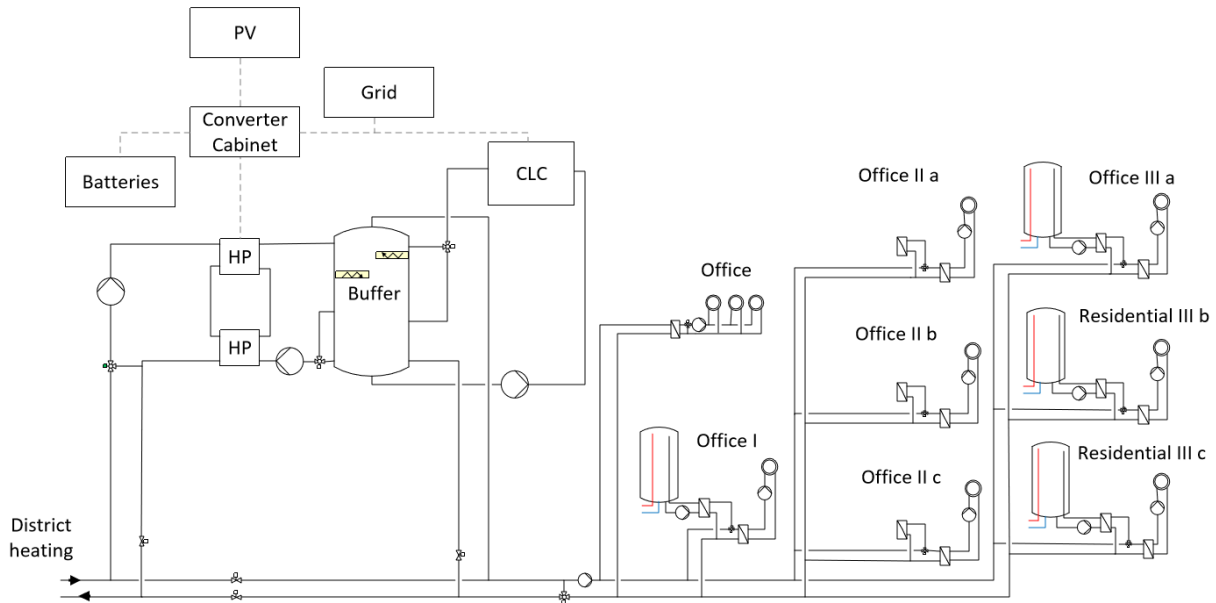 PV
Grid
Converter
Cabinet
Batteries
CLC
HP
Buffer
HP
Office
Office I
Office II a
Office II b
Office II c
Office III a
Residential III b
Residential III c
District
heating